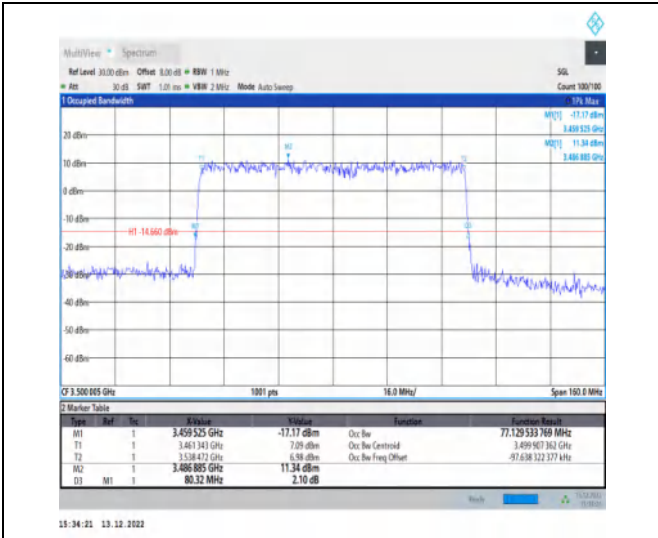 MultiView Spectrum
Ref Level 30.00 dBm Offset 8.00 dB RBW 1 MHz SGL
Att 30 dB SWT 1.01 ms VBW 2 MHz Mode Auto Sweep Count 100/100
1 Occupied Bandwidth 1Pk Max
M1[1] -17.17 dBm
3.459 525 GHz
M2[1] 11.34 dBm
3.486 885 GHz
20 dBm
M2
T1 T2
10 dBm
0 dBm
-10 dBm
H1 -14.660 dBm
M1
D3
-20 dBm
-30 dBm
-40 dBm
-50 dBm
-60 dBm
CF 3.500 005 GHz 1001 pts 16.0 MHz/ Span 160.0 MHz
2 Marker Table
Type Ref Trc X-Value Y-Value Function Function Result
M1 1 3.459 525 GHz -17.17 dBm Occ Bw 77.129 533 769 MHz
T1 1 3.461 343 GHz 7.09 dBm Occ Bw Centroid 3.499 907 362 GHz
T2 1 3.538 472 GHz 6.98 dBm Occ Bw Freq Offset -97.638 322 377 kHz
M2 1 3.486 885 GHz 11.34 dBm
D3 M1 1 80.32 MHz 2.10 dB
Ready
15:34:21 13.12.2022